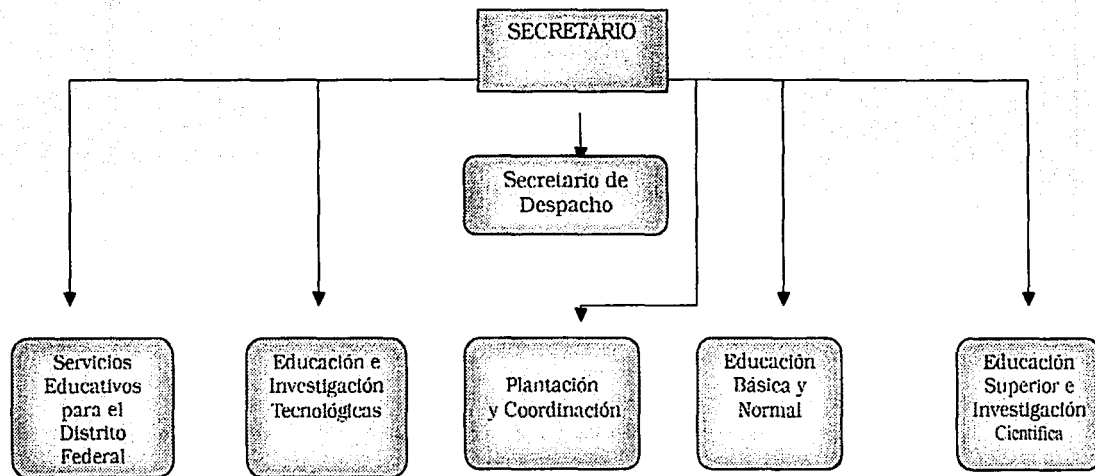 SECRETARIO
Secretario de
Despacho
Servicios
Educativos
para el
Distrito
Federal
Educación e
Investigación
Tecnológicas
Plantación
y Coordinación
Educación
Básica y
Normal
Educación
Superior e
Investigación
Científica